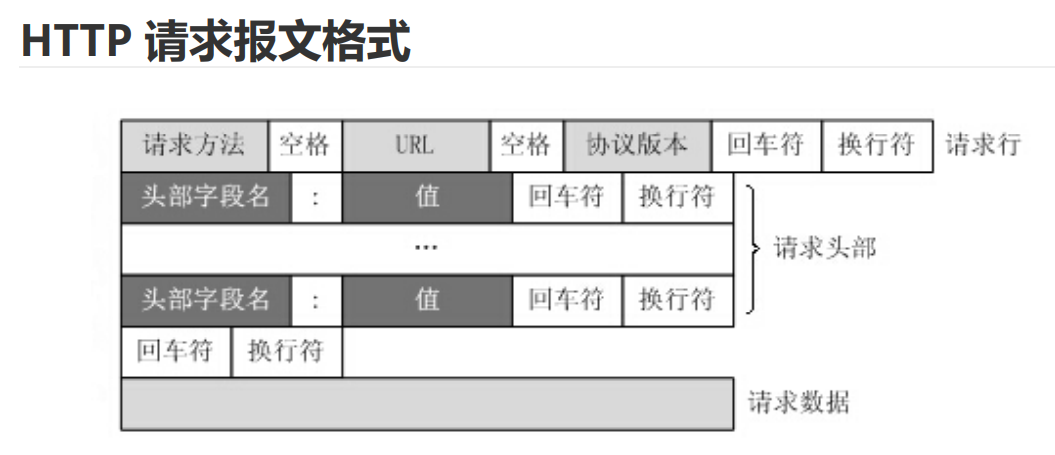 HTTP 请求报文格式
请求方法 空格 URL 空格 协议版本 回车符 换行符 请求行
头部字段名 : 值 回车符 换行符
... 请求头部
头部字段名 : 值 回车符 换行符
回车符 换行符
请求数据